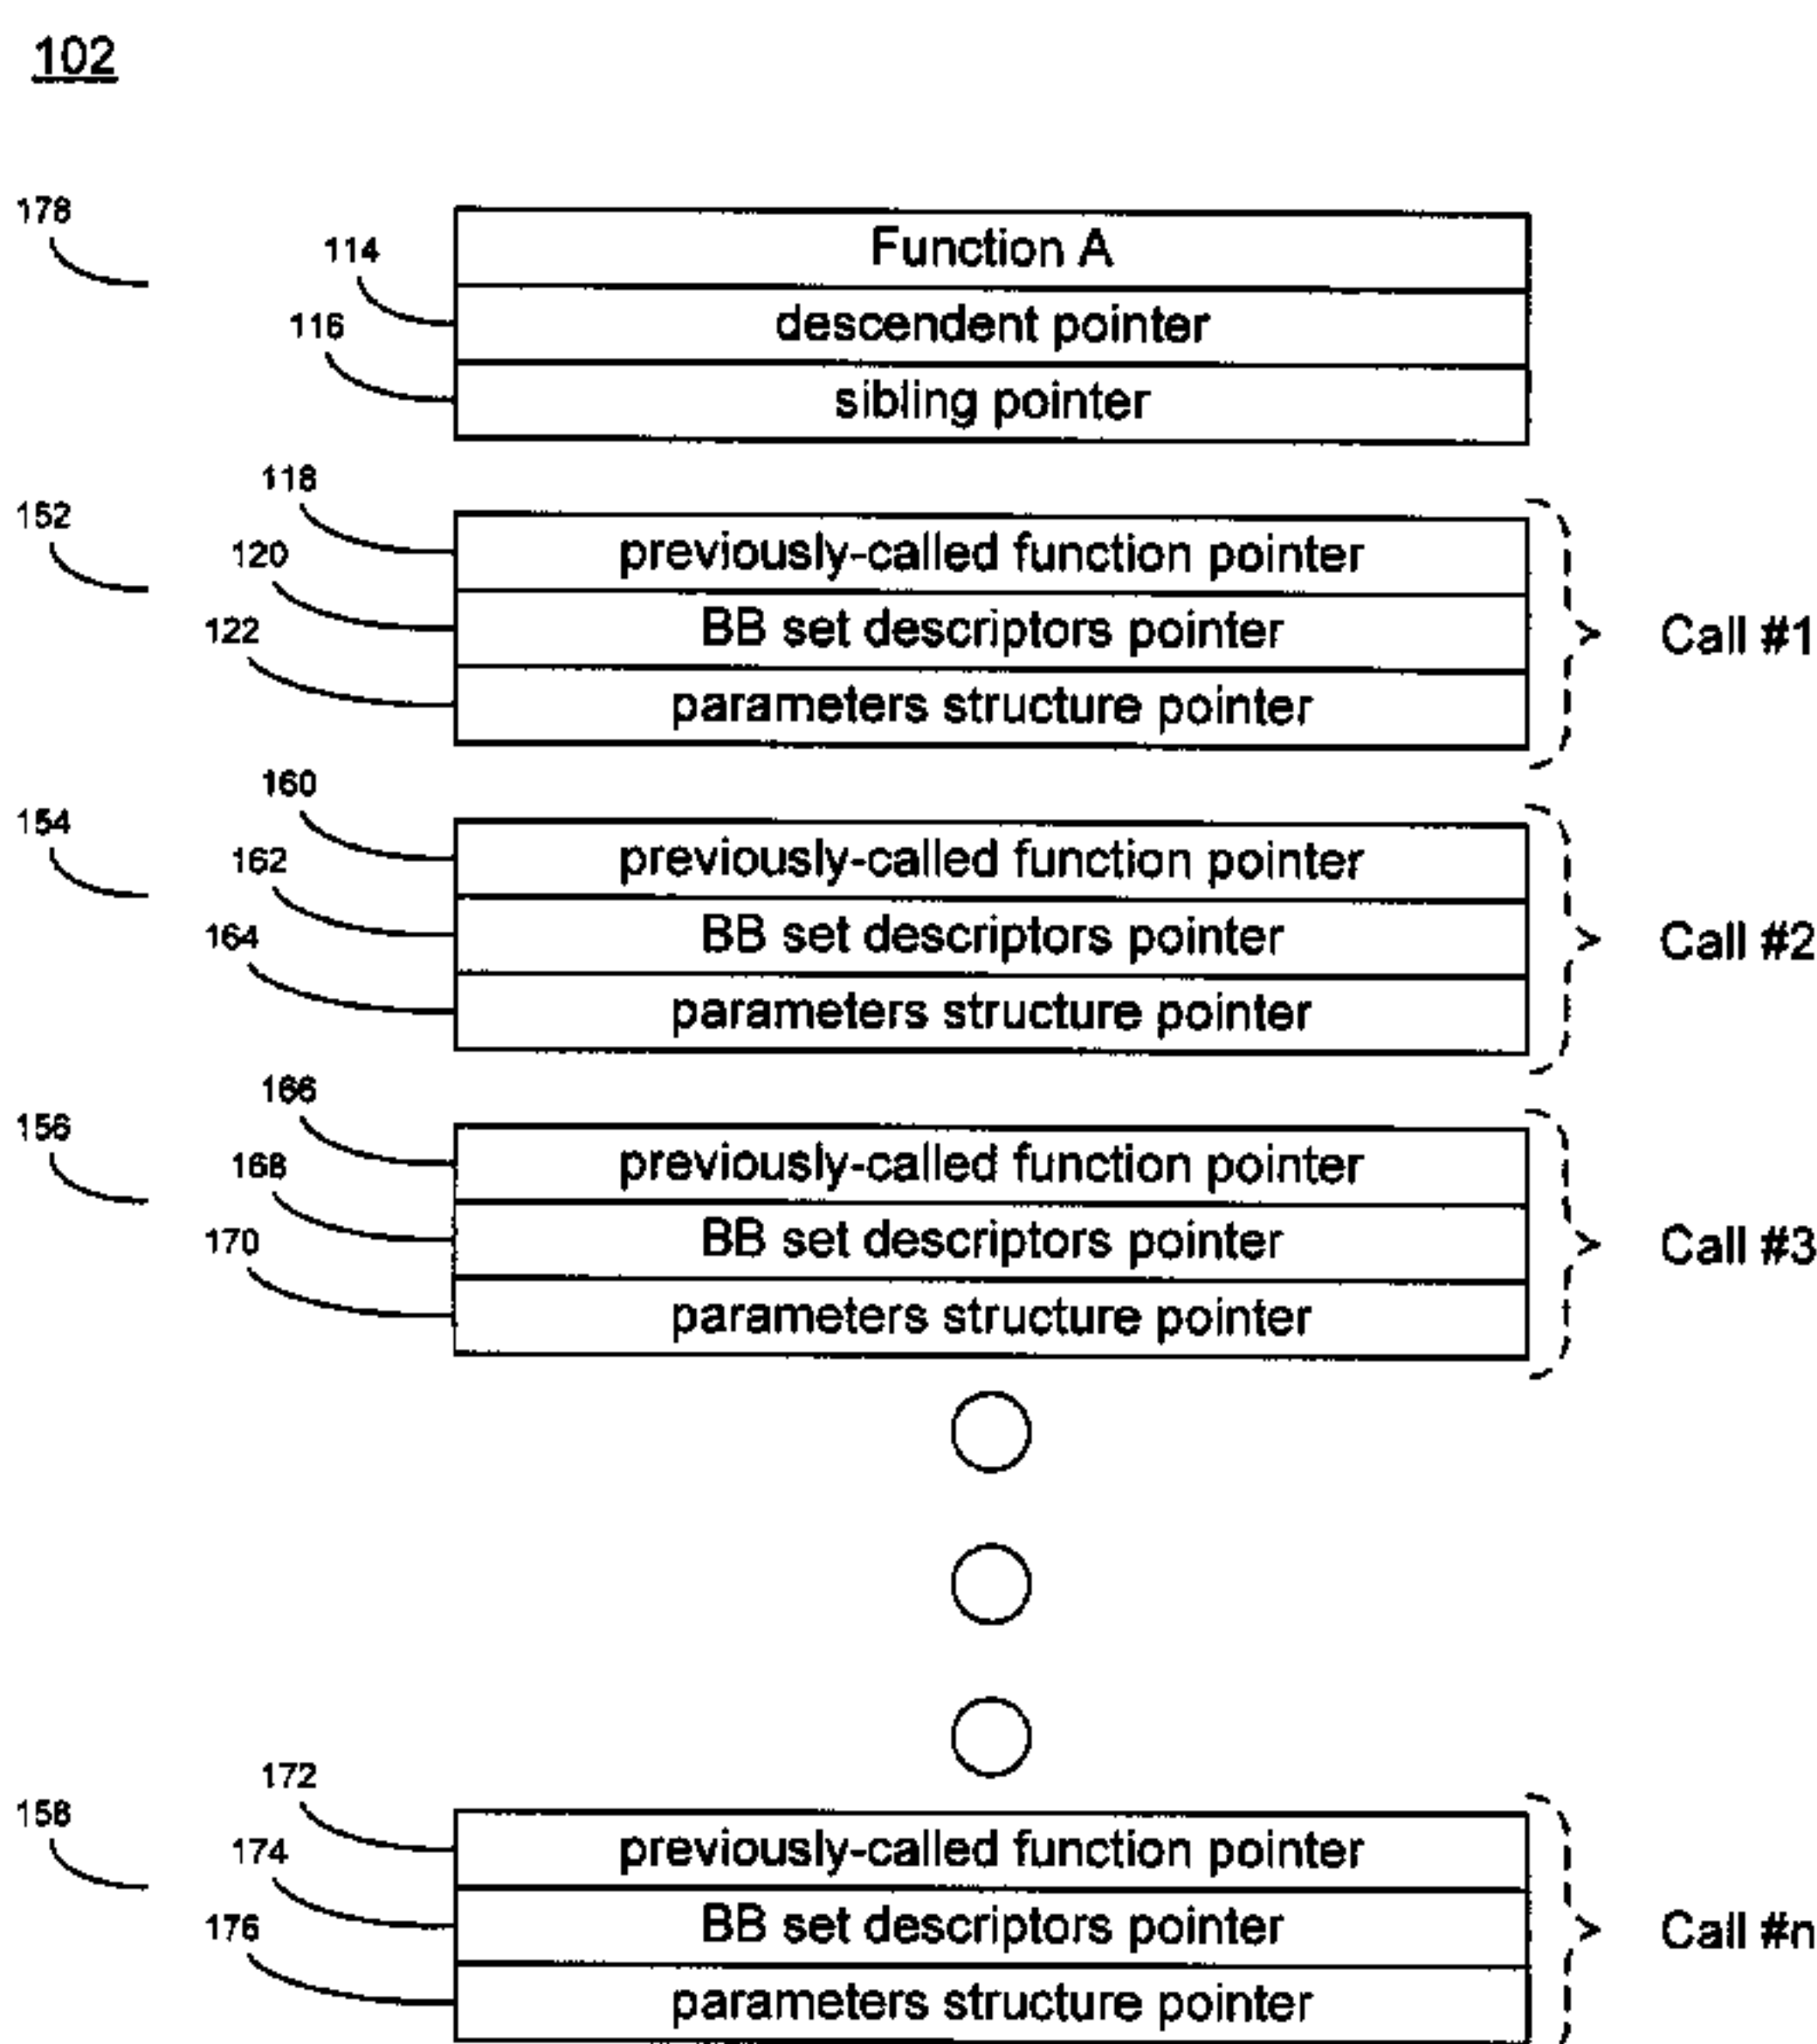 102
178
Function A
114
descendent pointer
116
sibling pointer
118
152
previously-called function pointer
120
BB set descriptors pointer
122
Call #1
parameters structure pointer
160
154
previously-called function pointer
162
BB set descriptors pointer
164
Call #2
parameters structure pointer
166
156
previously-called function pointer
168
BB set descriptors pointer
170
Call #3
parameters structure pointer
172
158
previously-called function pointer
174
BB set descriptors pointer
176
Call #n
parameters structure pointer